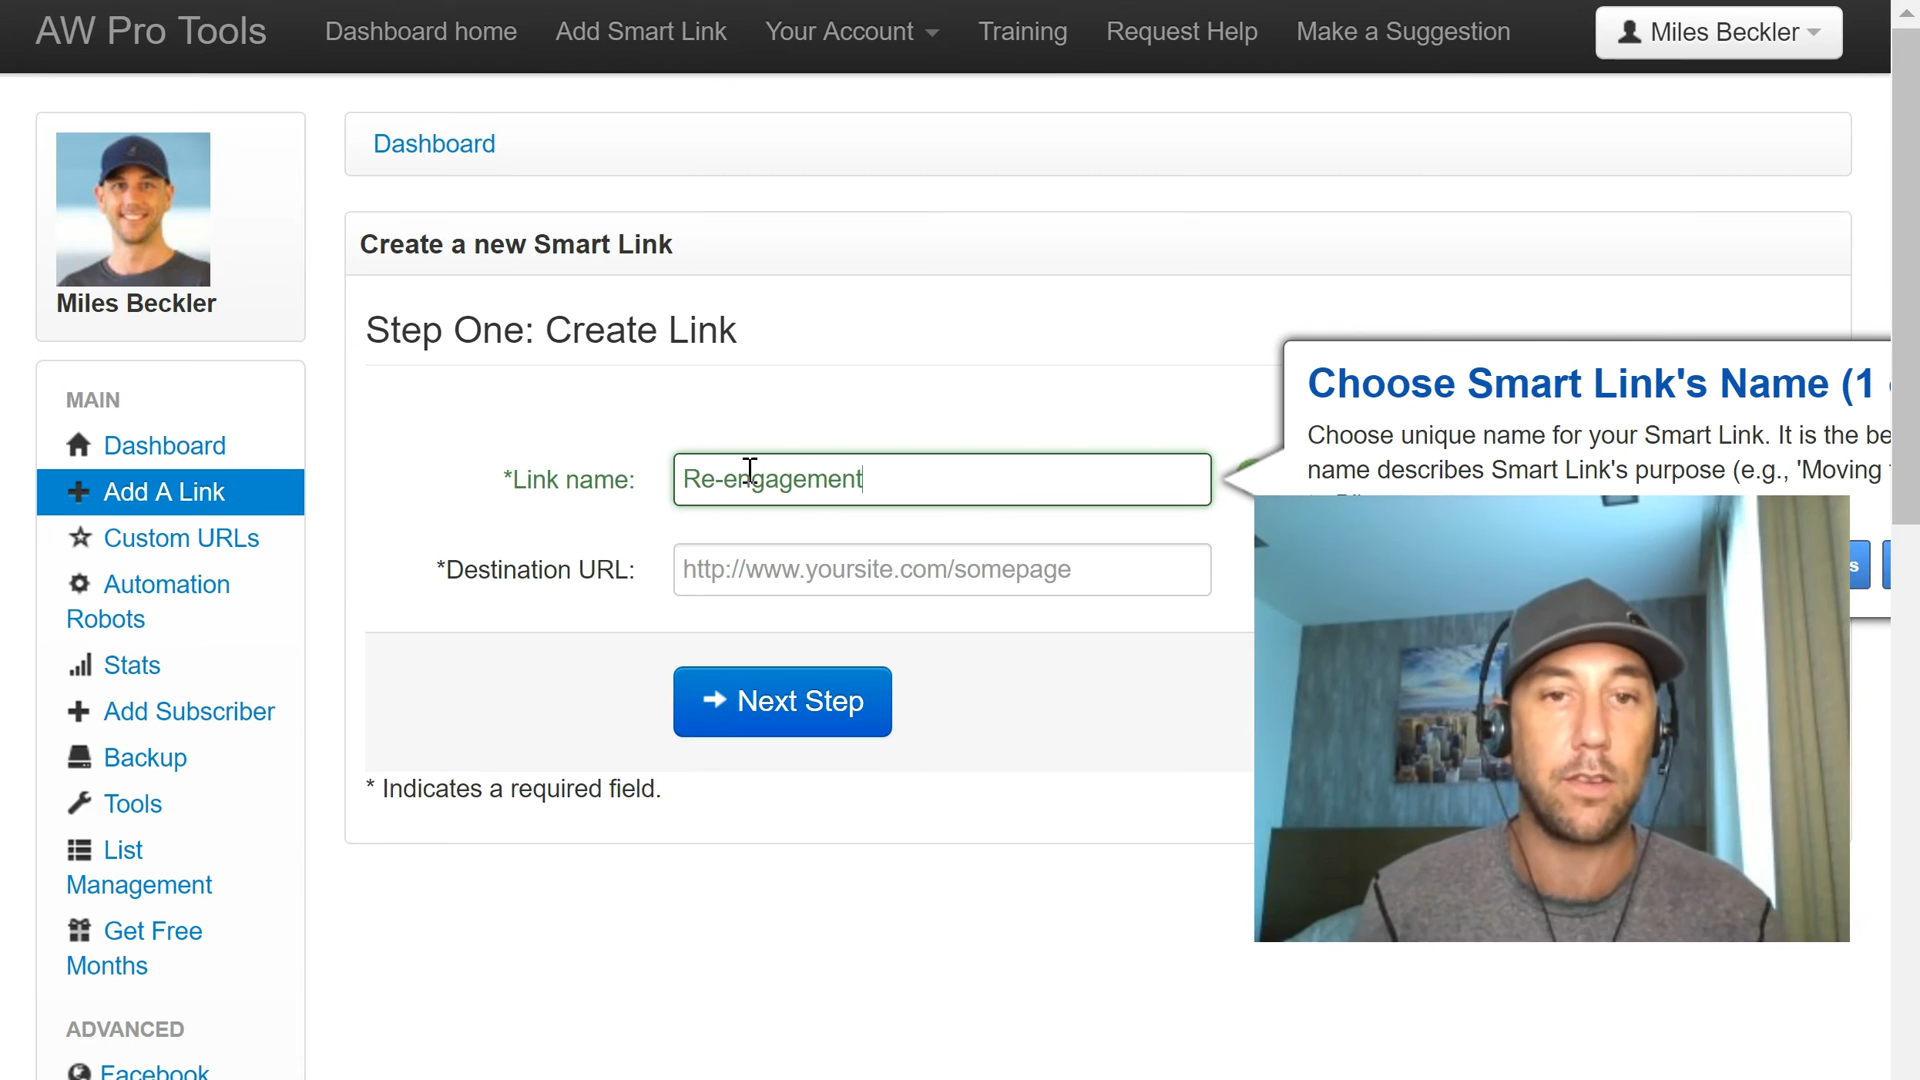 AW Pro Tools Dashboard home Add Smart Link Your Account Training Request Help Make a Suggestion Miles Beckler
Miles Beckler
MAIN
Dashboard
Add A Link
Custom URLs
Automation
Robots
Stats
Add Subscriber
Backup
Tools
List
Management
Get Free
Months
ADVANCED
Facebook
Dashboard
Create a new Smart Link
Step One: Create Link
*Link name: Re-engagement
*Destination URL: http://www.yoursite.com/somepage
Next Step
* Indicates a required field.
Choose Smart Link's Name (1
Choose unique name for your Smart Link. It is the be
name describes Smart Link's purpose (e.g., 'Moving
s